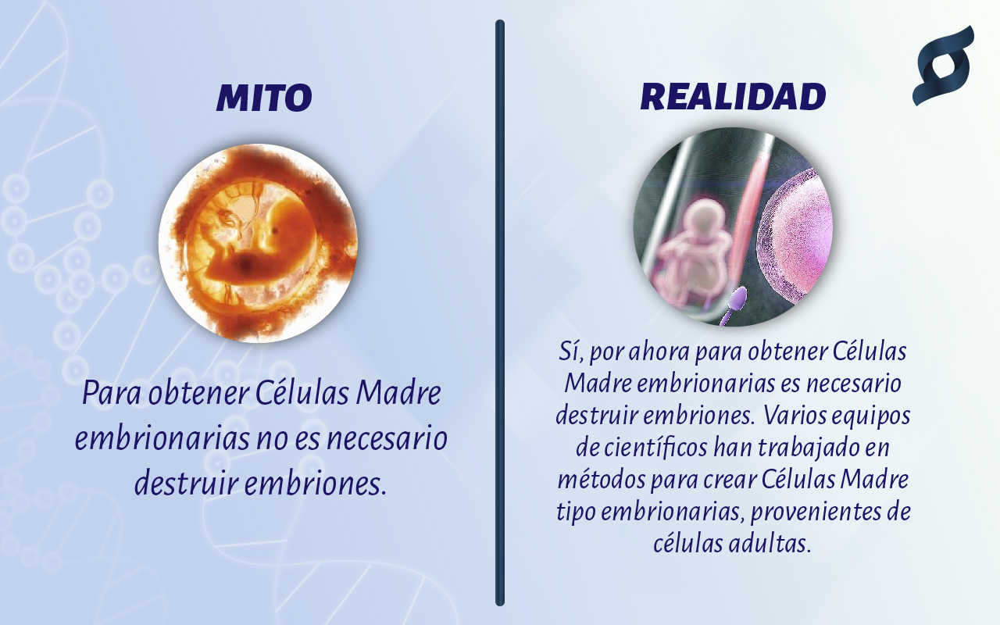 MITO
Para obtener Células Madre
embrionarias no es necesario
destruir embriones.
REALIDAD
Sí, por ahora para obtener Células
Madre embrionarias es necesario
destruir embriones. Varios equipos
de científicos han trabajado en
métodos para crear Células Madre
tipo embrionarias, provenientes de
células adultas.